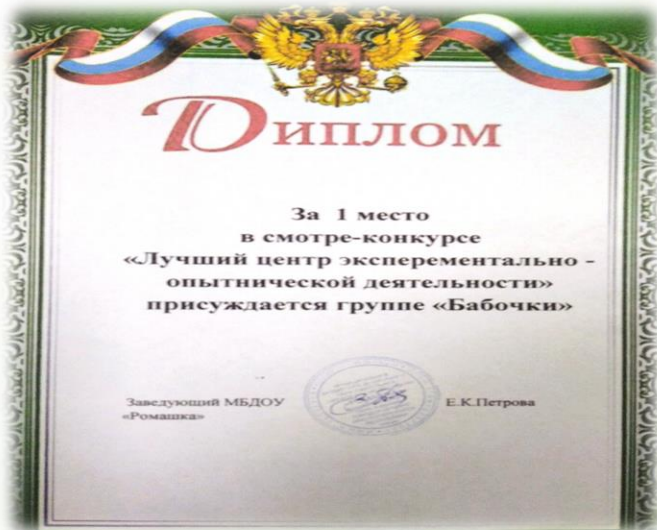 Диплом
За 1 место
в смотре-конкурсе
«Лучший центр эксперементально -
опытнической деятельности»
присуждается группе «Бабочки»
Заведующий МБДОУ Е.К.Петрова
«Ромашка»